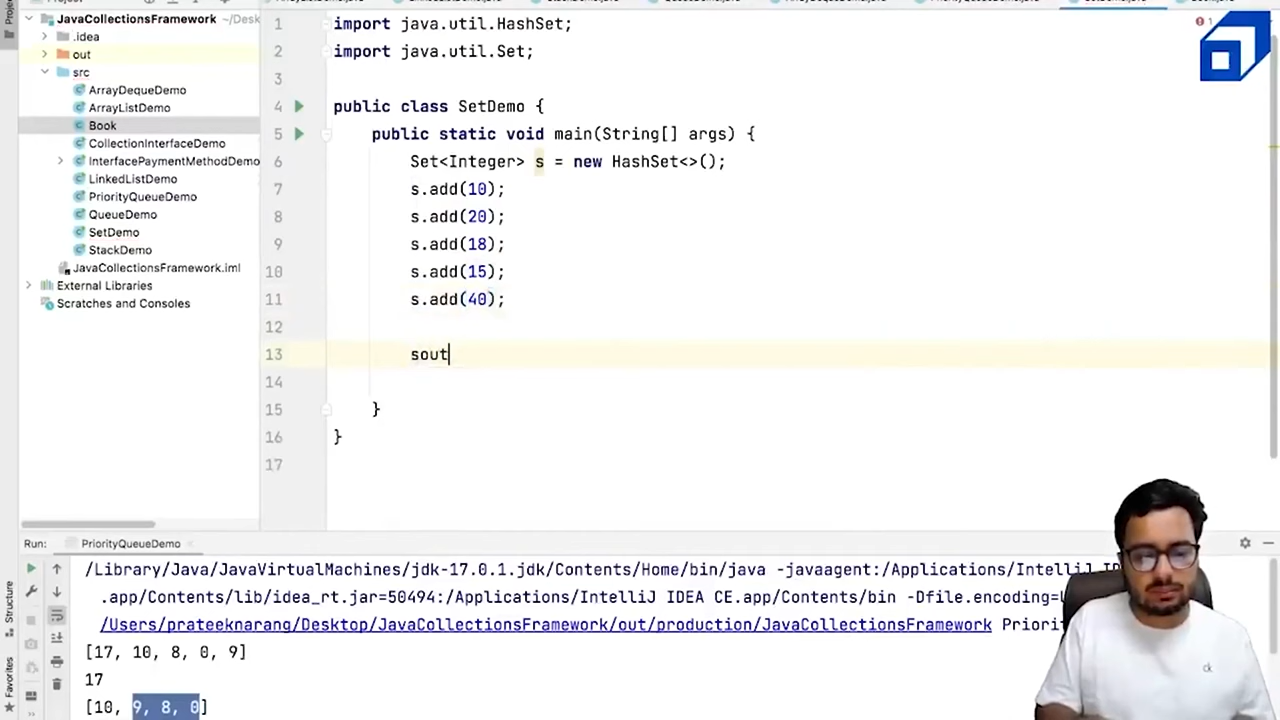 JavaCollectionsFramework ~/Desk
.idea
out
src
ArrayDequeDemo
ArrayListDemo
Book
CollectionInterfaceDemo
InterfacePaymentMethodDemo
LinkedListDemo
PriorityQueueDemo
QueueDemo
SetDemo
StackDemo
JavaCollectionsFramework.iml
External Libraries
Scratches and Consoles
1 import java.util.HashSet;
2 import java.util.Set;
3
4 public class SetDemo {
5 public static void main(String[] args) {
6 Set<Integer> s = new HashSet<>();
7 s.add(10);
8 s.add(20);
9 s.add(18);
10 s.add(15);
11 s.add(40);
12
13 sout
14
15 }
16 }
17
1
Run: PriorityQueueDemo
/Library/Java/JavaVirtualMachines/jdk-17.0.1.jdk/Contents/Home/bin/java -javaagent:/Applications/IntelliJ ID
.app/Contents/lib/idea_rt.jar=50494:/Applications/IntelliJ IDEA CE.app/Contents/bin -Dfile.encoding=
/Users/prateeknarang/Desktop/JavaCollectionsFramework/out/production/JavaCollectionsFramework Priorit
[17, 10, 8, 0, 9]
17
[10, 9, 8, 0]
Structure
Favorites